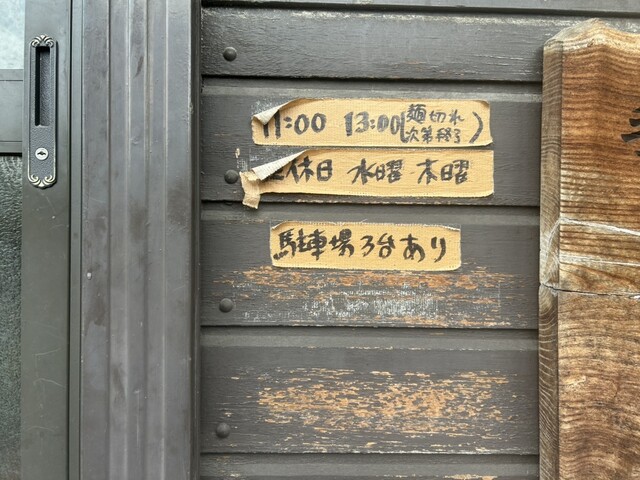 11:00 13:00(麺切れ次第終了)
休日 水曜・木曜
駐車場3台あり